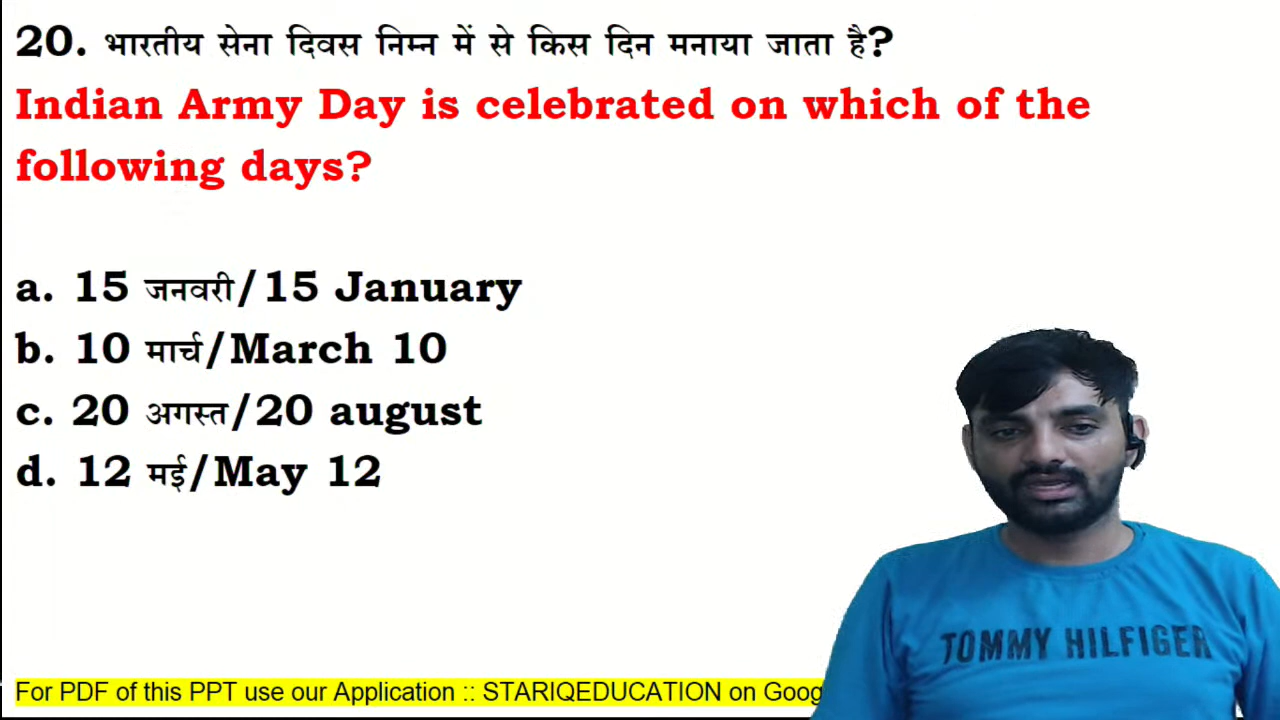 20. भारतीय सेना दिवस निम्न में से किस दिन मनाया जाता है?
Indian Army Day is celebrated on which of the
following days?
a. 15 जनवरी/15 January
b. 10 मार्च/March 10
c. 20 अगस्त/20 august
d. 12 मई/May 12
TOMMY HILFIGER
For PDF of this PPT use our Application :: STARIQEDUCATION on Goog